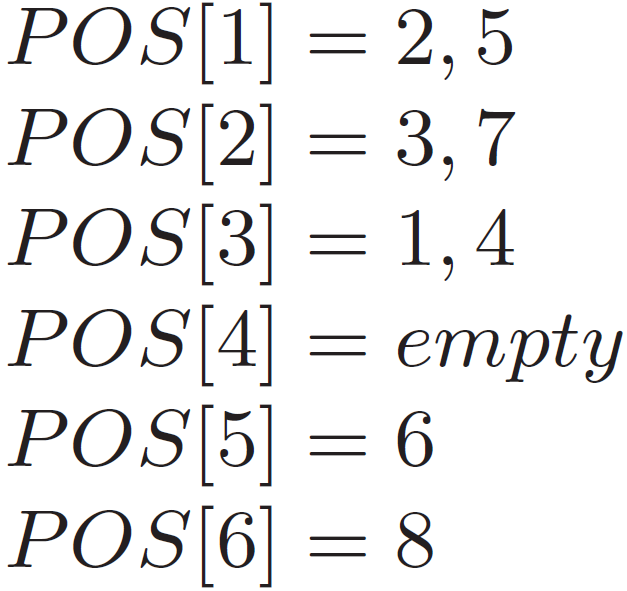 POS[1] = 2, 5
POS[2] = 3, 7
POS[3] = 1, 4
POS[4] = empty
POS[5] = 6
POS[6] = 8